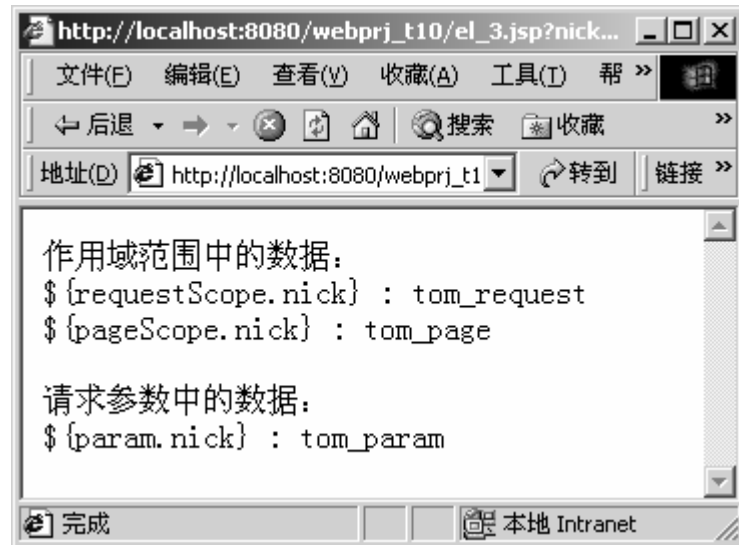 http://localhost:8080/webprj_t10/el_3.jsp?nick...
文件(F) 编辑(E) 查看(V) 收藏(A) 工具(T) 帮 »
后退 搜索 收藏 »
地址(D) http://localhost:8080/webprj_t1 转到 链接 »
作用域范围中的数据：
${requestScope.nick} : tom_request
${pageScope.nick} : tom_page
请求参数中的数据：
${param.nick} : tom_param
完成 本地 Intranet